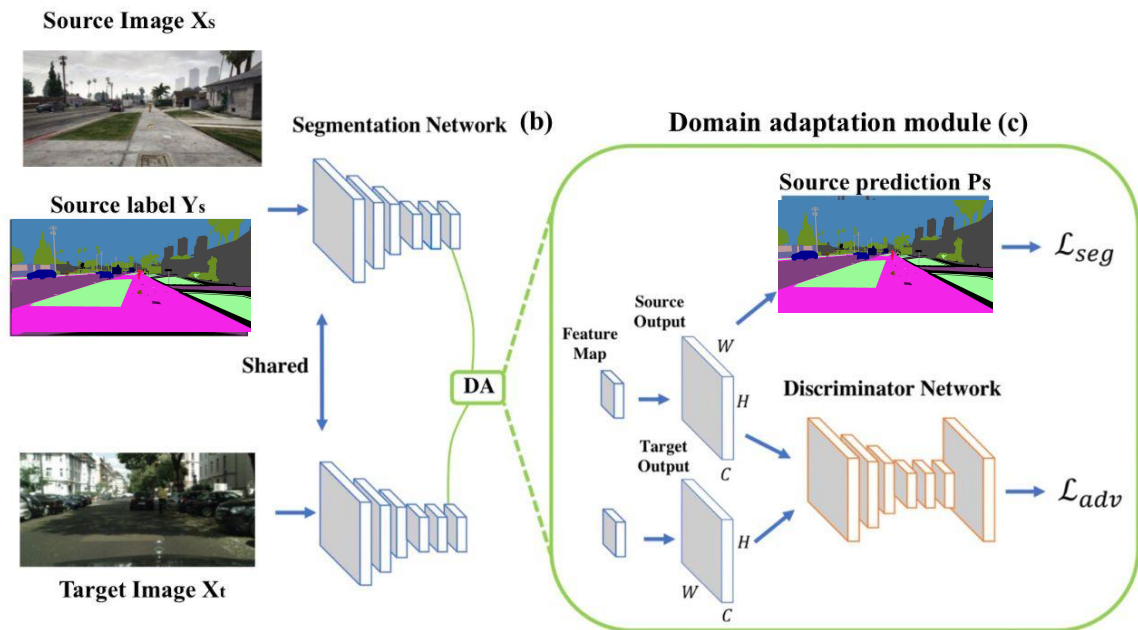 Source Image Xs
Segmentation Network (b)
Domain adaptation module (c)
Source label Ys
Source prediction Ps
ℒseg
Source
Output
Feature
Map
W
Shared
DA
H
Discriminator Network
C
Target
Output
ℒadv
H
W
C
Target Image Xt